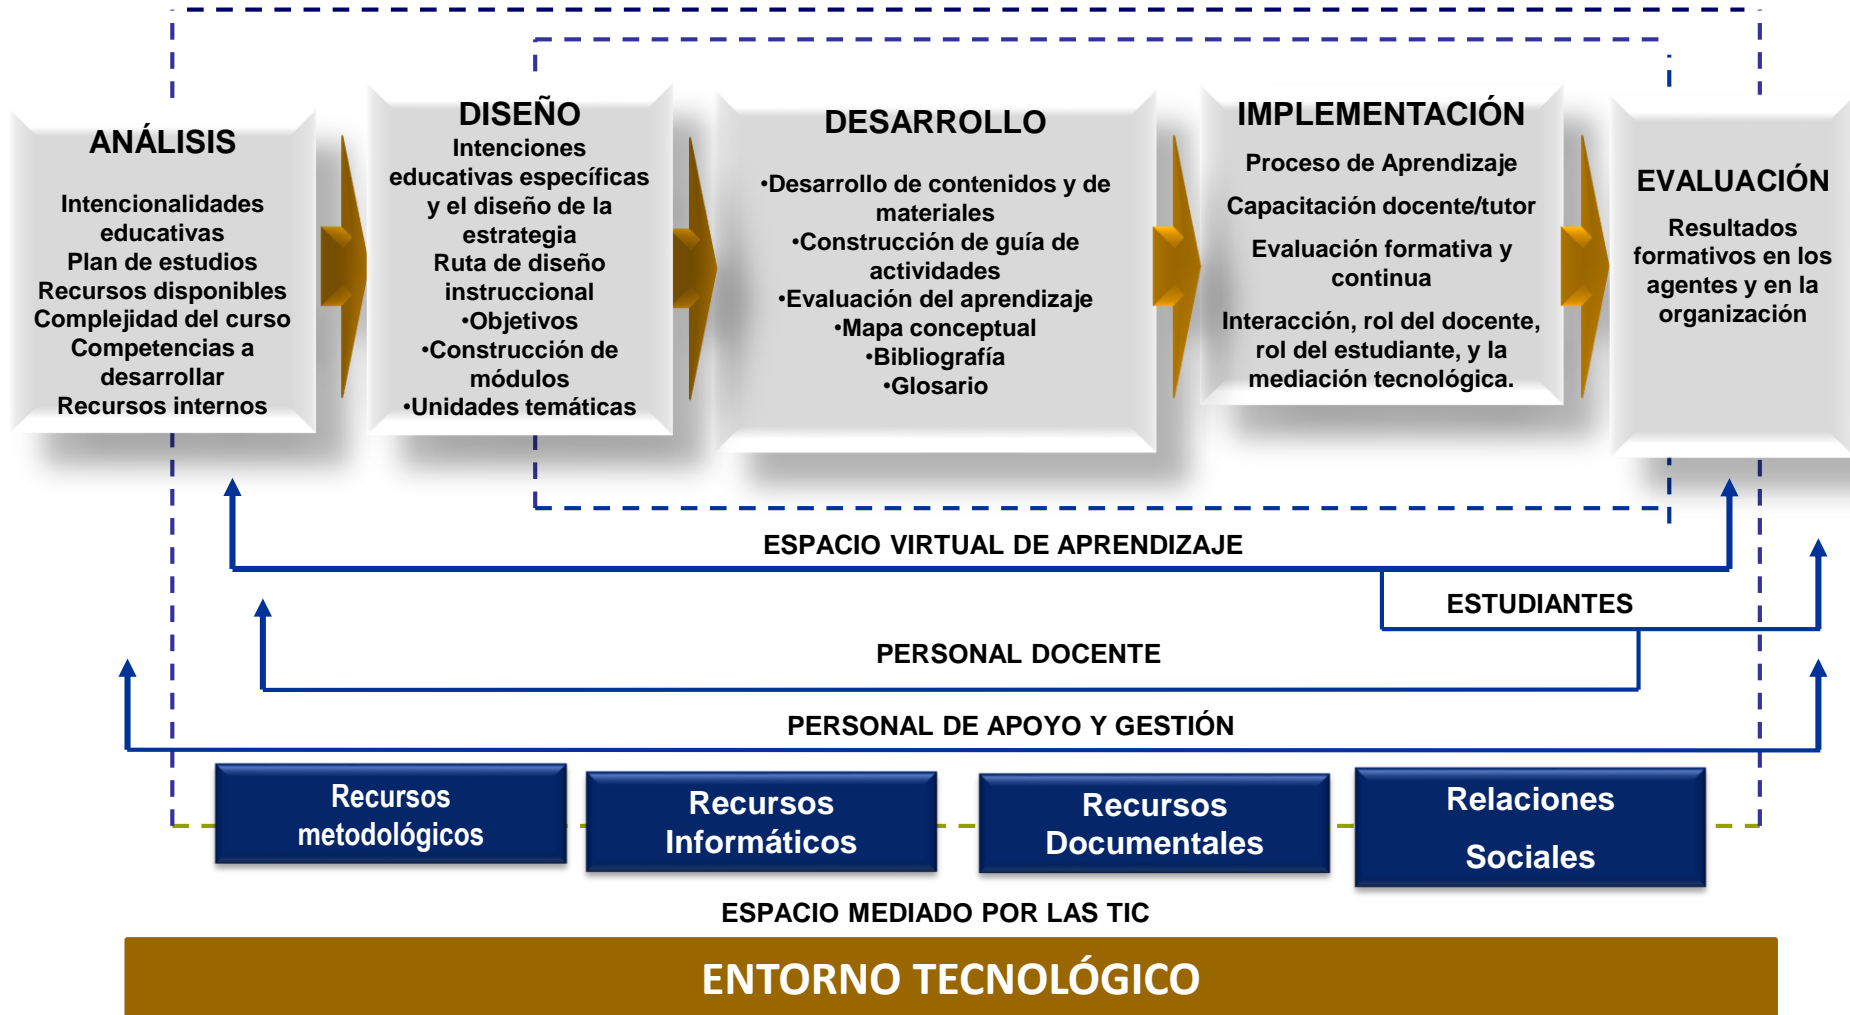 ANÁLISIS
Intencionalidades
educativas
Plan de estudios
Recursos disponibles
Complejidad del curso
Competencias a
desarrollar
Recursos internos
DISEÑO
Intenciones
educativas específicas
y el diseño de la
estrategia
Ruta de diseño
instruccional
•Objetivos
•Construcción de
módulos
•Unidades temáticas
DESARROLLO
•Desarrollo de contenidos y de
materiales
•Construcción de guía de
actividades
•Evaluación del aprendizaje
•Mapa conceptual
•Bibliografía
•Glosario
IMPLEMENTACIÓN
Proceso de Aprendizaje
Capacitación docente/tutor
Evaluación formativa y
continua
Interacción, rol del docente,
rol del estudiante, y la
mediación tecnológica.
EVALUACIÓN
Resultados
formativos en los
agentes y en la
organización
ESPACIO VIRTUAL DE APRENDIZAJE
ESTUDIANTES
PERSONAL DOCENTE
PERSONAL DE APOYO Y GESTIÓN
Recursos
metodológicos
Recursos
Informáticos
Recursos
Documentales
Relaciones
Sociales
ESPACIO MEDIADO POR LAS TIC
ENTORNO TECNOLÓGICO